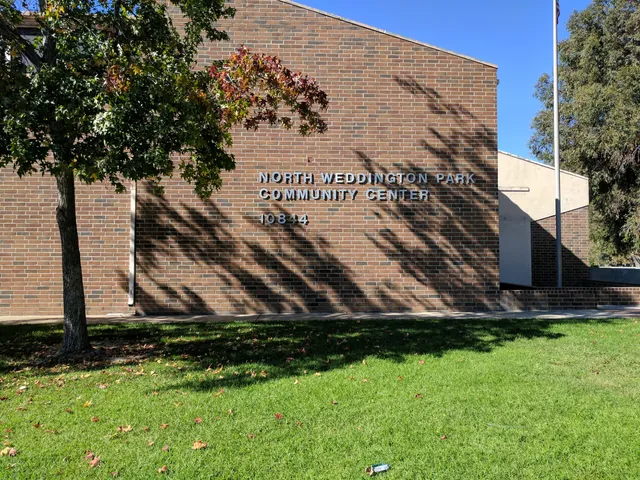 NORTH WEDDINGTON PARK
COMMUNITY CENTER
10844